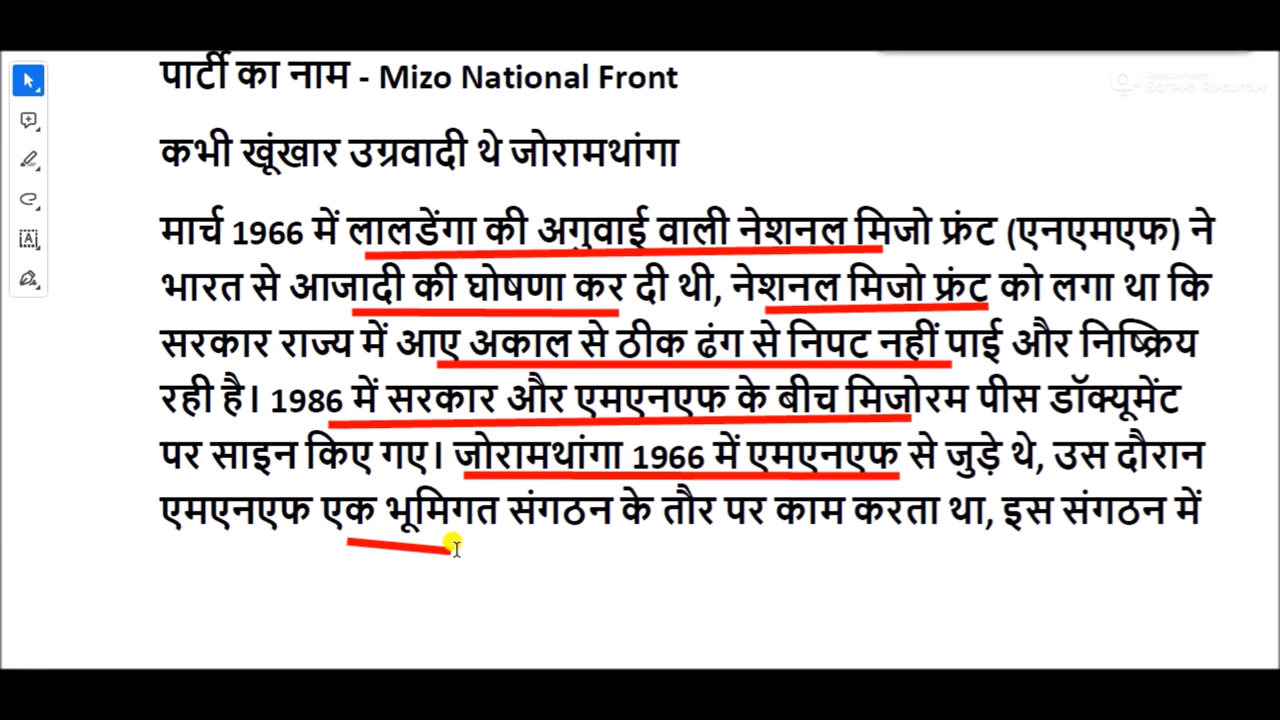 पार्टी का नाम - Mizo National Front
Screen Recorder
कभी खूंखार उग्रवादी थे जोरामथांगा
मार्च 1966 में लालडेंगा की अगुवाई वाली नेशनल मिजो फ्रंट (एनएमएफ) ने
भारत से आजादी की घोषणा कर दी थी, नेशनल मिजो फ्रंट को लगा था कि
सरकार राज्य में आए अकाल से ठीक ढंग से निपट नहीं पाई और निष्क्रिय
रही है। 1986 में सरकार और एमएनएफ के बीच मिजोरम पीस डॉक्यूमेंट
पर साइन किए गए। जोरामथांगा 1966 में एमएनएफ से जुड़े थे, उस दौरान
एमएनएफ एक भूमिगत संगठन के तौर पर काम करता था, इस संगठन में